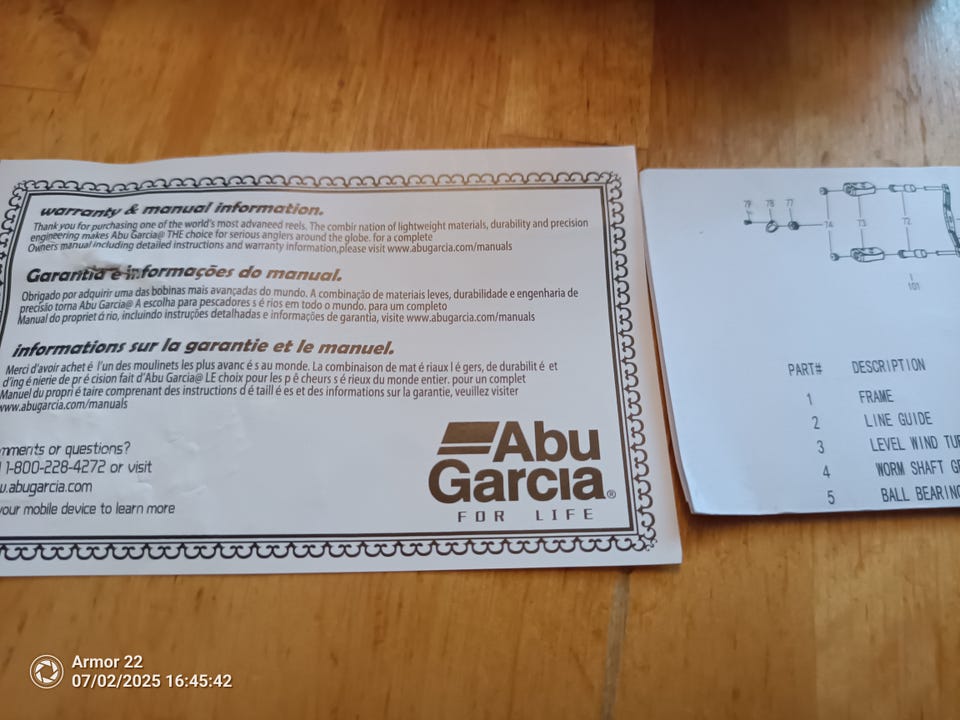 warranty & manual information.
Thank you for purchasing one of the world's most advaneed reels. The combir nation of lightweight materials, durability and precision
engineering makes Abu Garcia@ THE choice for serious anglers around the globe. for a complete
Owners manual including detailed instructions and warranty information,please visit www.abugarcia.com/manuals
Garantia e informações do manual.
Obrigado por adquirir uma das bobinas mais avançadas do mundo. A combinação de materiais leves, durabilidade e engenharia de
precisão torna Abu Garcia@ A escolha para pescadores s é rios em todo o mundo. para um completo
Manual do propriet á rio, incluindo instruções detalhadas e informações de garantia, visite www.abugarcia.com/manuals
informations sur la garantie et le manuel.
Merci d'avoir achet é l'un des moulinets les plus avanc é s au monde. La combinaison de mat é riaux l é gers, de durabilit é et
d'ing é nierie de pr é cision fait d'Abu Garcia@ LE choix pour les p ê cheurs s é rieux du monde entier. pour un complet
Manuel du propri é taire comprenant des instructions d é taill é es et des informations sur la garantie, veuillez visiter
www.abugarcia.com/manuals
mments or questions?
1-800-228-4272 or visit
.abugarcia.com
our mobile device to learn more
Abu
Garcia®
FOR LIFE
79 78 77
74 73 72
101
PART# DESCRIPTION
1 FRAME
2 LINE GUIDE
3 LEVEL WIND TU
4 WORM SHAFT G
5 BALL BEARIN
Armor 22
07/02/2025 16:45:42